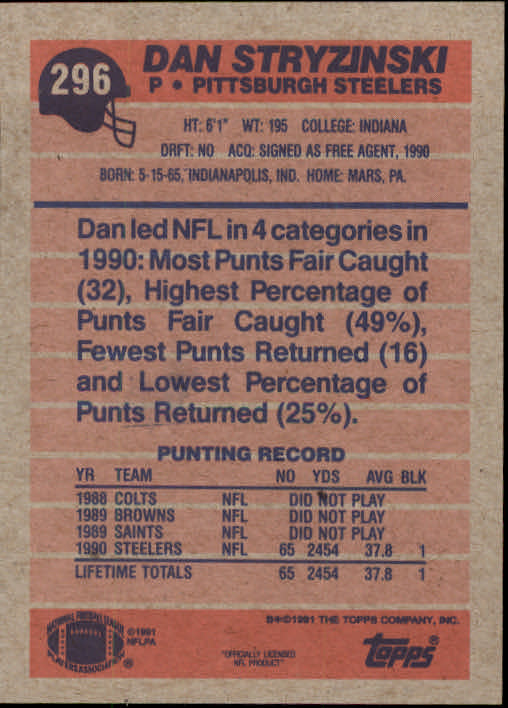 296
DAN STRYZINSKI
P • PITTSBURGH STEELERS
HT: 6'1" WT: 195 COLLEGE: INDIANA
DRFT: NO ACQ: SIGNED AS FREE AGENT, 1990
BORN: 5-15-65, INDIANAPOLIS, IND. HOME: MARS, PA.
Dan led NFL in 4 categories in
1990: Most Punts Fair Caught
(32), Highest Percentage of
Punts Fair Caught (49%),
Fewest Punts Returned (16)
and Lowest Percentage of
Punts Returned (25%).
PUNTING RECORD
YR TEAM NO YDS AVG BLK
1988 COLTS NFL DID NOT PLAY
1989 BROWNS NFL DID NOT PLAY
1989 SAINTS NFL DID NOT PLAY
1990 STEELERS NFL 65 2454 37.8 1
LIFETIME TOTALS 65 2454 37.8 1
NATIONAL FOOTBALL LEAGUE
PLAYERS ASSOCIATION
®
©1991
NFLPA
"OFFICIALLY LICENSED
NFL PRODUCT"
B*©1991 THE TOPPS COMPANY, INC.
topps®